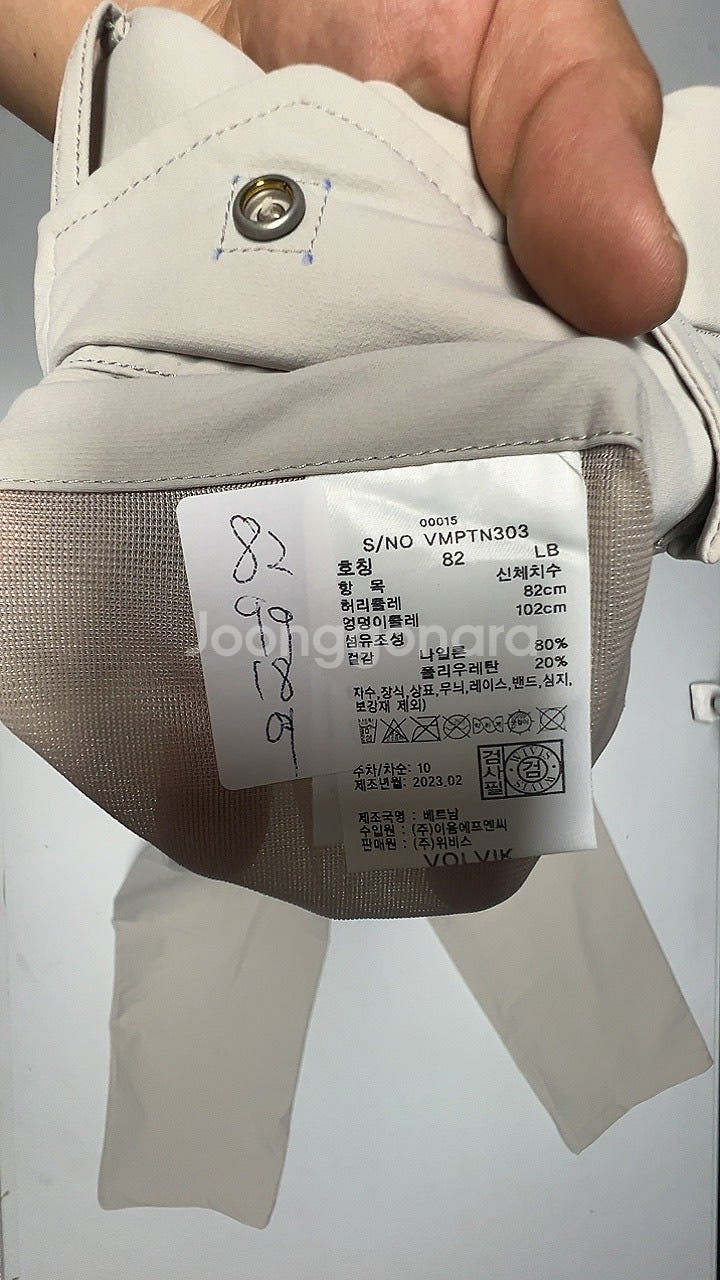 00015
S/NO VMPTN303
호칭 82 LB
항 목 신체치수
허리둘레 82cm
엉덩이둘레 102cm
섬유조성
겉감 나일론 80%
폴리우레탄 20%
자수,장식,상표,무늬,레이스,밴드,심지,
보강재 제외)
수차/차순: 10
제조년월: 2023.02
검사필
검
제조국명 : 베트남
수입원 : (주)이움에프엔씨
판매원 : (주)위비스
VOLVIK
82
Joonggonara